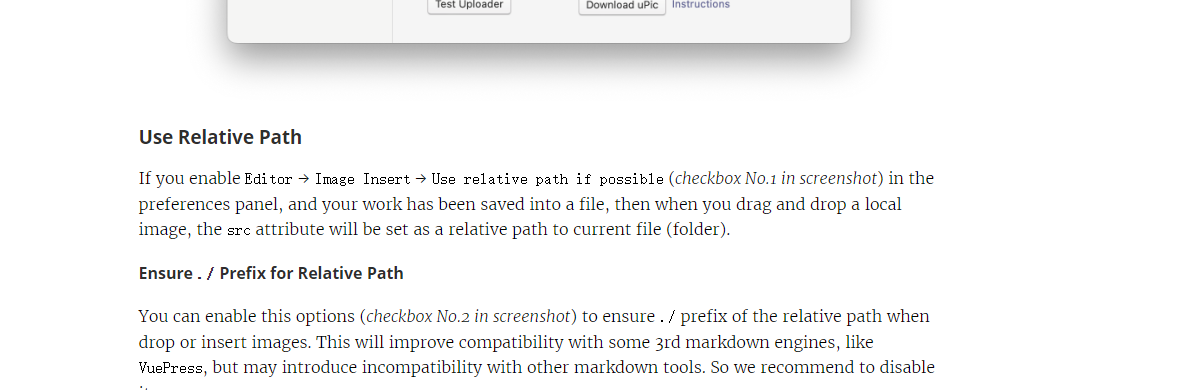 Test Uploader Download uPic Instructions
Use Relative Path
If you enable Editor → Image Insert → Use relative path if possible (checkbox No.1 in screenshot) in the
preferences panel, and your work has been saved into a file, then when you drag and drop a local
image, the src attribute will be set as a relative path to current file (folder).
Ensure ./ Prefix for Relative Path
You can enable this options (checkbox No.2 in screenshot) to ensure ./ prefix of the relative path when
drop or insert images. This will improve compatibility with some 3rd markdown engines, like
VuePress, but may introduce incompatibility with other markdown tools. So we recommend to disable